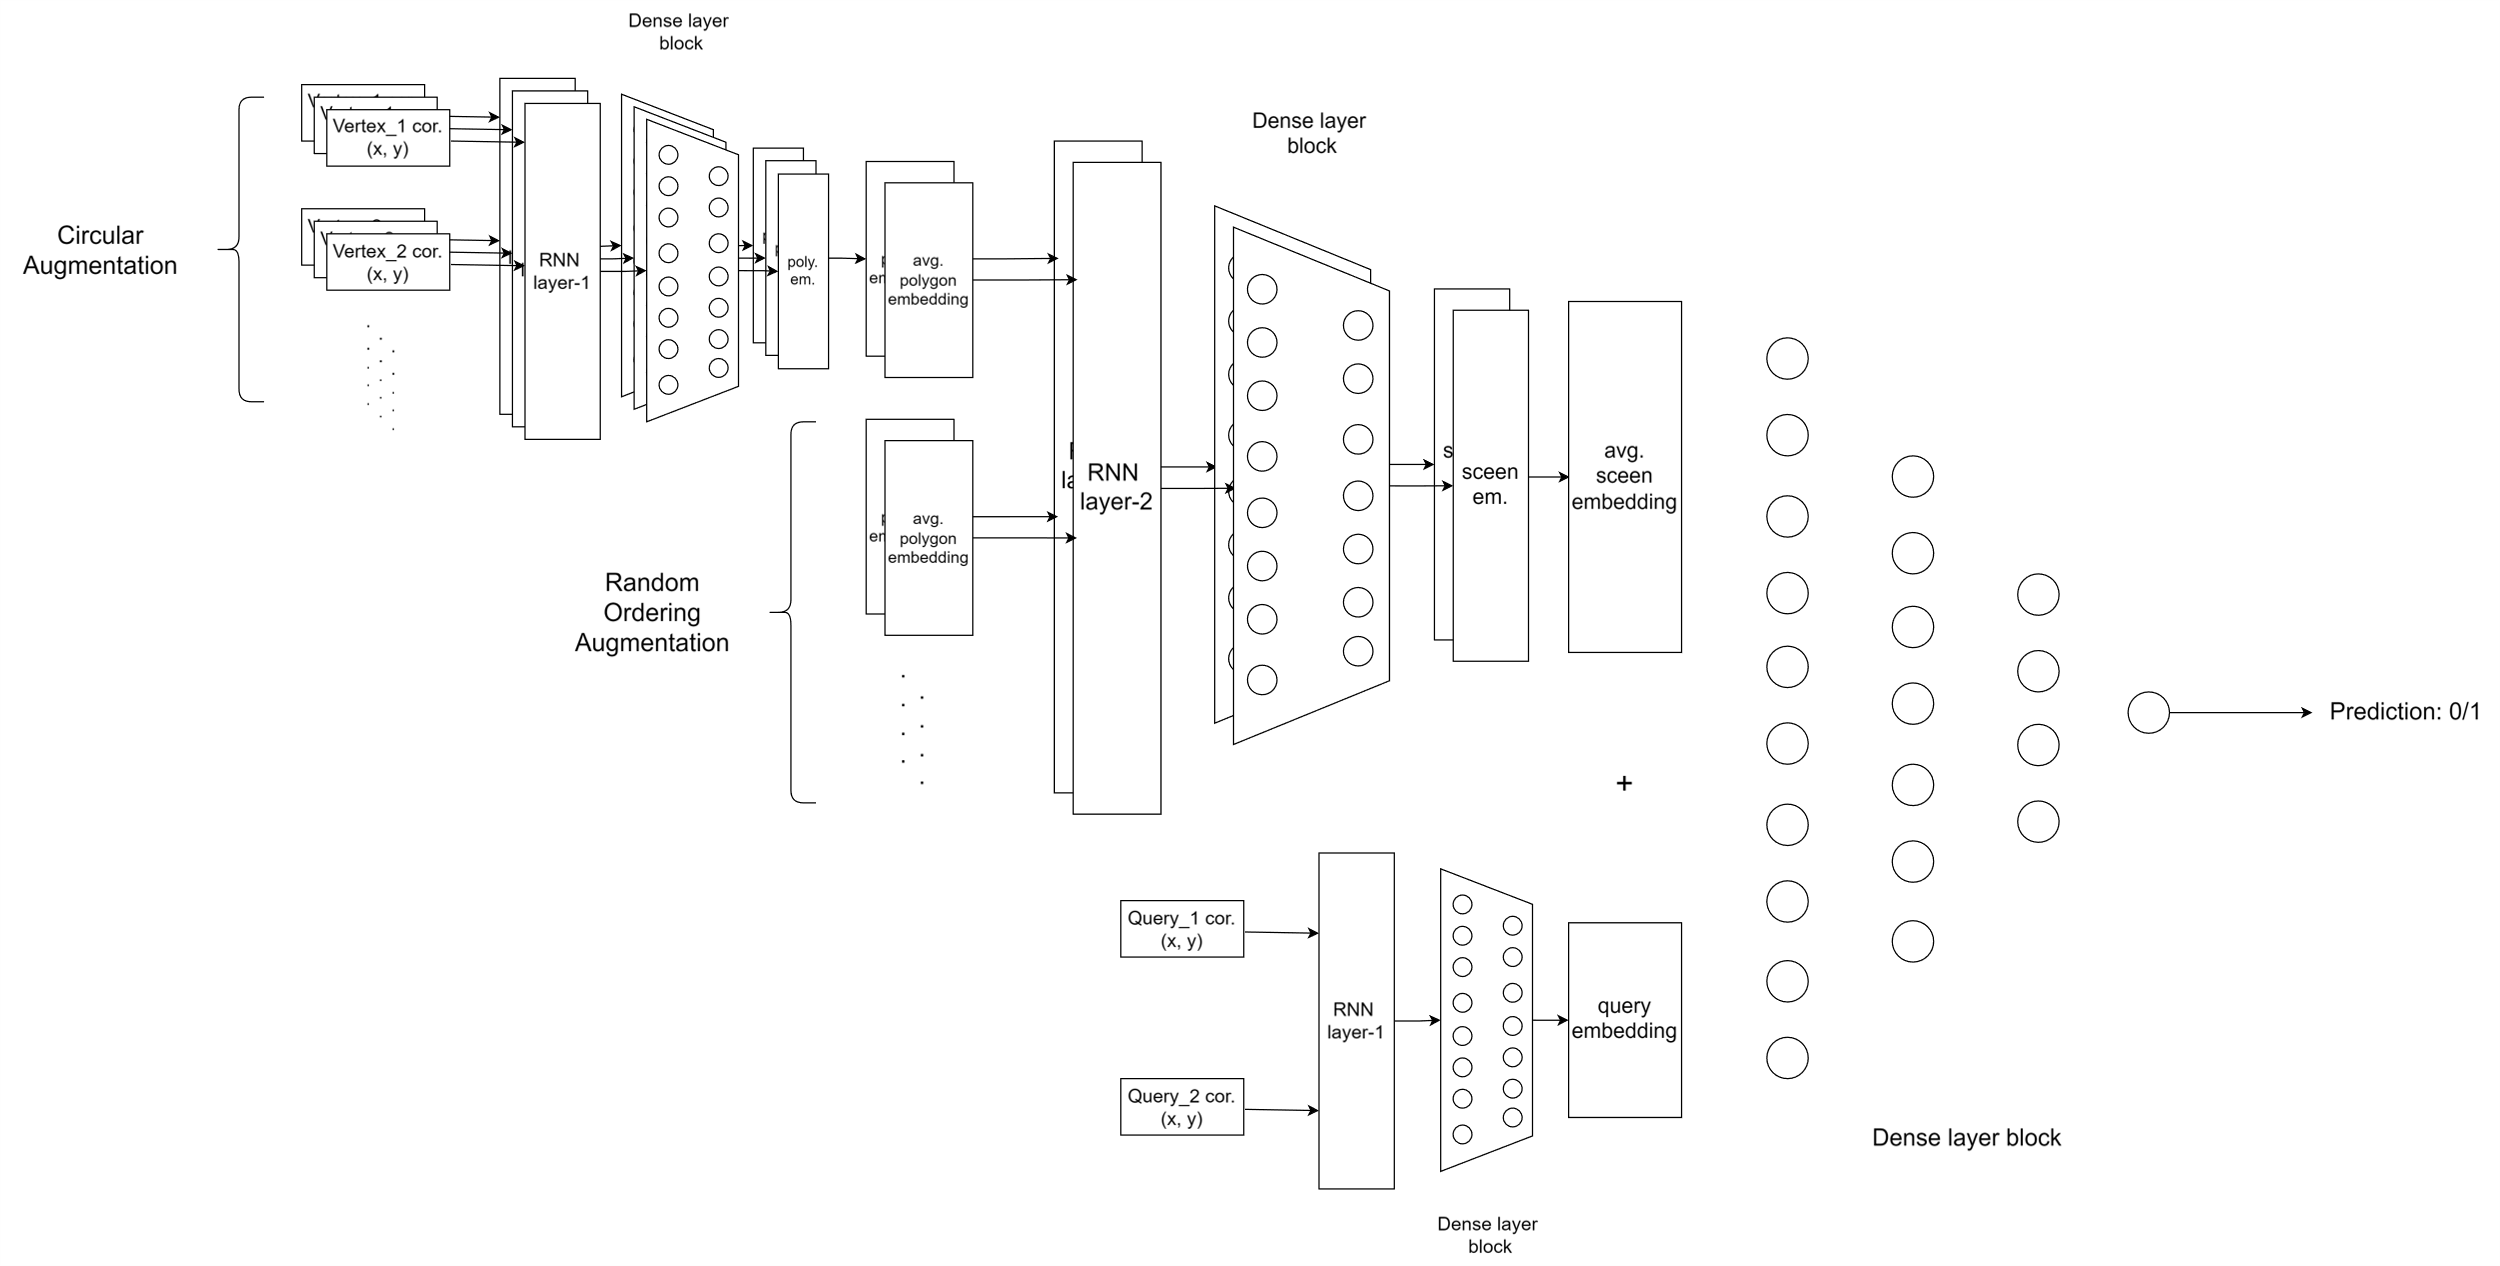 Dense layer
block
Vertex_1 cor.
(x, y)
Circular
Augmentation
Vertex_2 cor.
(x, y)
RNN
layer-1
poly.
em.
avg.
polygon
embedding
Dense layer
block
avg.
polygon
embedding
Random
Ordering
Augmentation
RNN
layer-2
sceen
em.
avg.
sceen
embedding
+
Prediction: 0/1
Query_1 cor.
(x, y)
Query_2 cor.
(x, y)
RNN
layer-1
query
embedding
Dense layer
block
Dense layer block